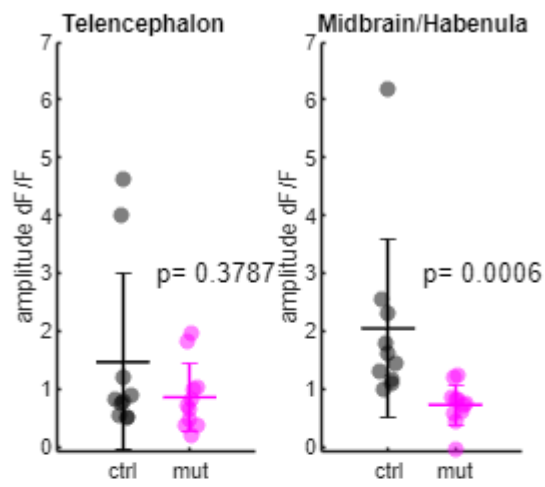 Telencephalon
7
6
5
4
3
2
1
0
amplitude dF/F
p= 0.3787
ctrl mut
Midbrain/Habenula
7
6
5
4
3
2
1
0
amplitude dF/F
p= 0.0006
ctrl mut